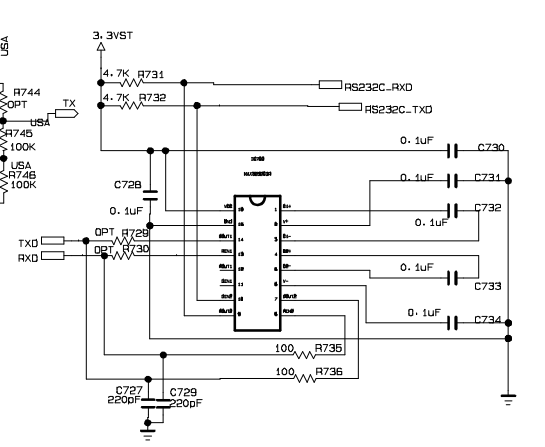 3.3VST
USA
4.7K R731
R744
OPT
TX
4.7K R732
RS232C_RXD
RS232C_TXD
USA
R745
100K
0.1uF C730
USA
R746
100K
C728
0.1uF
0.1uF C731
C732
0.1uF
OPT R729
TXD
OPT R730
RXD
0.1uF
C733
0.1uF C734
100 R735
100 R736
C727
220pF
C729
220pF